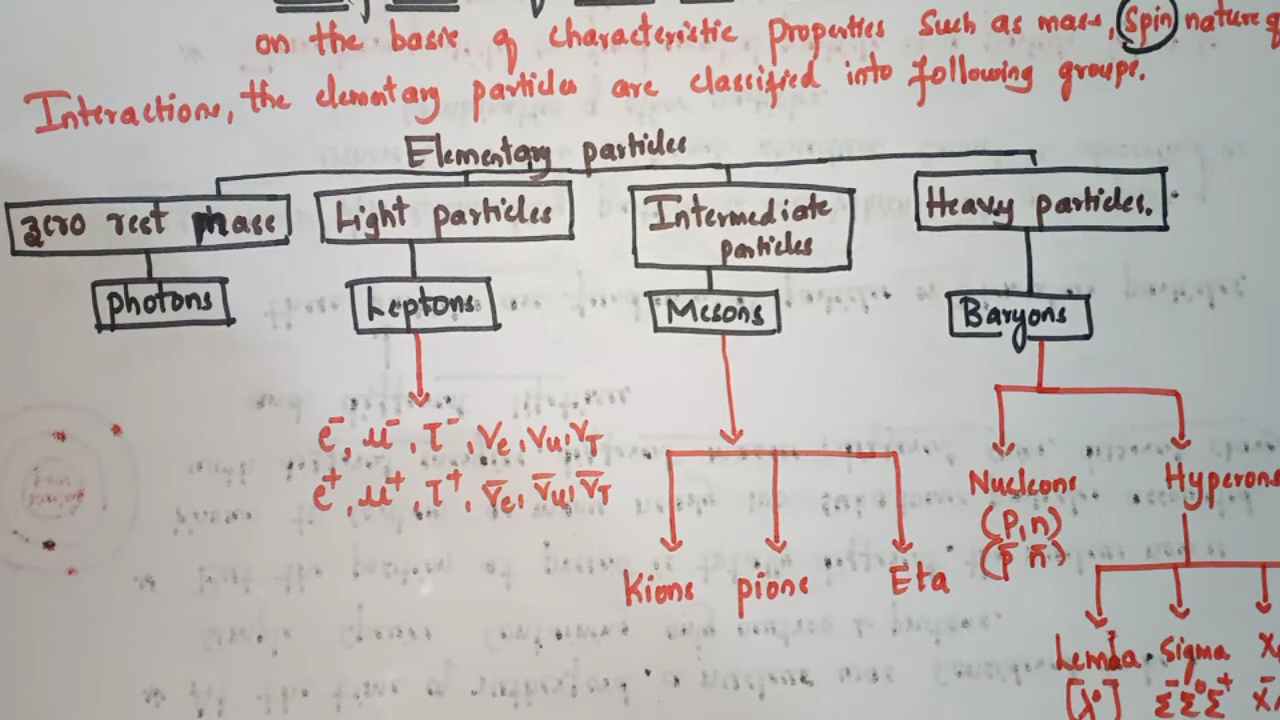 on the basis of characteristic properties Such as mass, Spin nature of
Interactions, the elementary particles are classified into following groups.
Elementary particles
zero rest phase
Light particles
Intermediate
particles
Heavy particles.
photons
Leptons
Mesons
Baryons
e⁻, μ⁻, τ⁻, νe, νu, ντ
e⁺, μ⁺, τ⁺, ν̄e, ν̄u, ν̄τ
Kions
pions
Eta
Nucleons
(p, n)
(p̄ n̄)
Hyperons
Lemda
Sigma
[λ°]
Σ⁻ Σ° Σ⁺